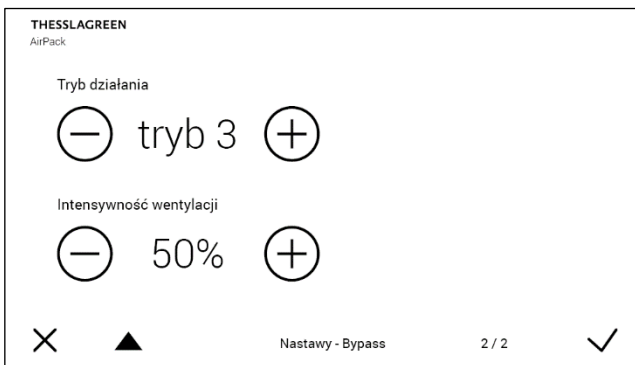 THESSLAGREEN
AirPack
Tryb działania
tryb 3
Intensywność wentylacji
50%
Nastawy - Bypass 2 / 2